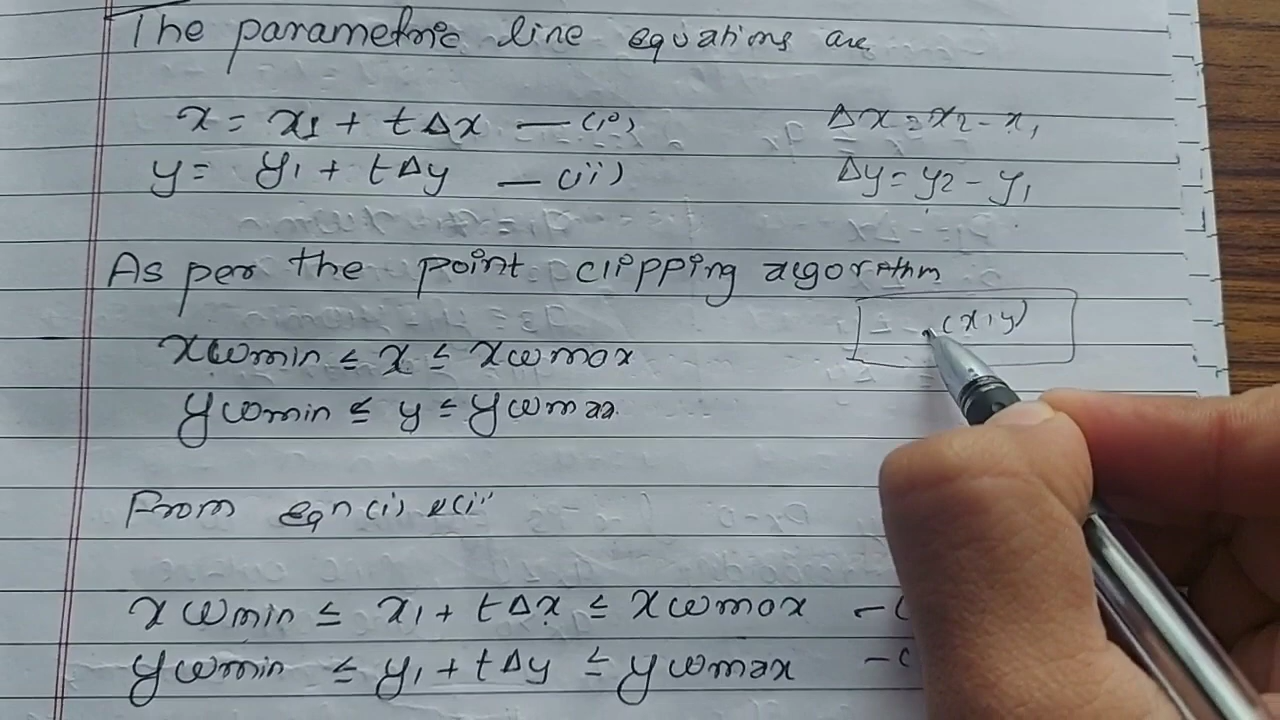 The parametric line equations are
x = x1 + tΔx — (i)
Δx = x2 - x1
y = y1 + tΔy — (ii)
Δy = y2 - y1
As per the point clipping algorithm
(x,y)
xwmin ≤ x ≤ xwmax
ywmin ≤ y ≤ ywmax
From eqn (i) & (ii
xwmin ≤ x1 + tΔx ≤ xwmax — (
ywmin ≤ y1 + tΔy ≤ ywmax — (